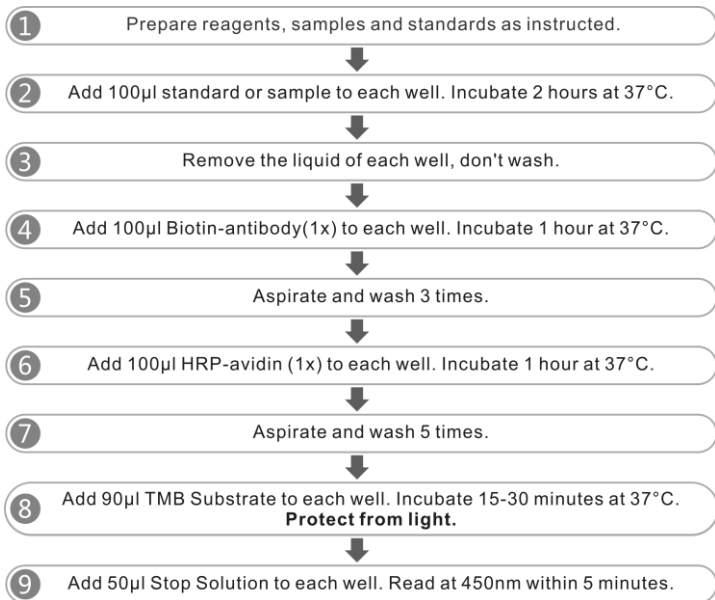 1 Prepare reagents, samples and standards as instructed.
2 Add 100μl standard or sample to each well. Incubate 2 hours at 37°C.
3 Remove the liquid of each well, don't wash.
4 Add 100μl Biotin-antibody(1x) to each well. Incubate 1 hour at 37°C.
5 Aspirate and wash 3 times.
6 Add 100μl HRP-avidin (1x) to each well. Incubate 1 hour at 37°C.
7 Aspirate and wash 5 times.
8 Add 90μl TMB Substrate to each well. Incubate 15-30 minutes at 37°C.
Protect from light.
9 Add 50μl Stop Solution to each well. Read at 450nm within 5 minutes.